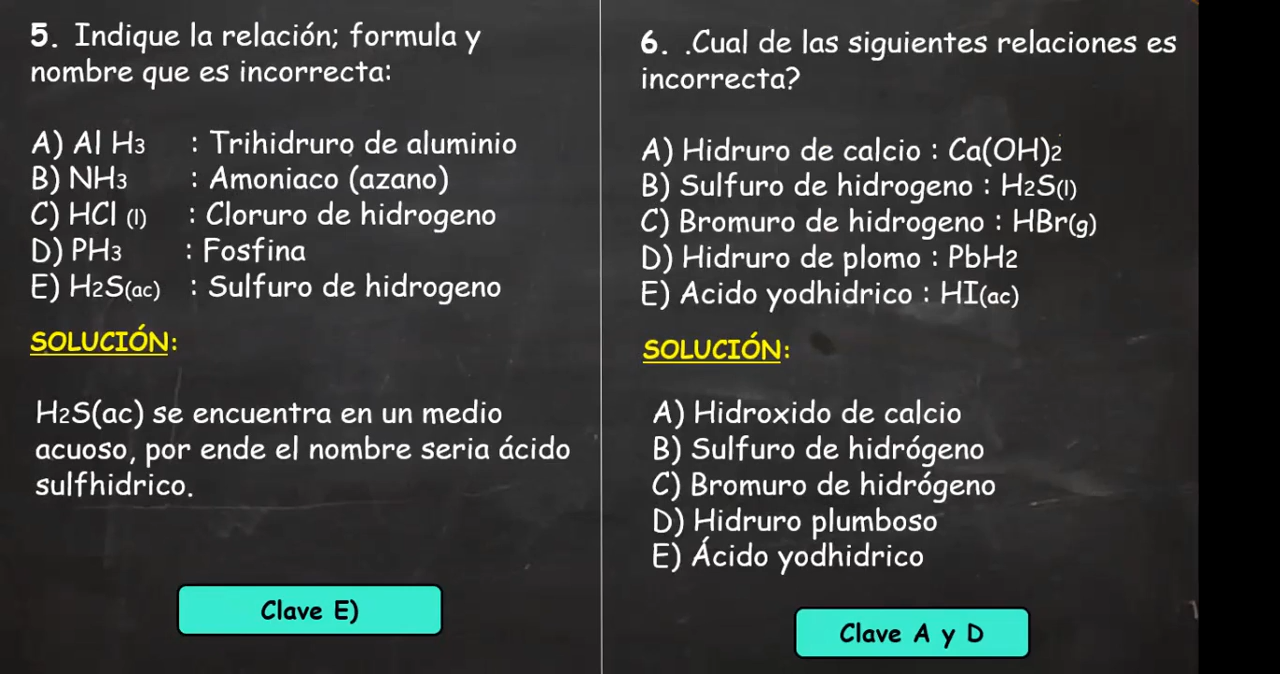 5. Indique la relación; formula y
nombre que es incorrecta:
A) Al H3 : Trihidruro de aluminio
B) NH3 : Amoniaco (azano)
C) HCl (l) : Cloruro de hidrogeno
D) PH3 : Fosfina
E) H2S(ac) : Sulfuro de hidrogeno
SOLUCIÓN:
H2S(ac) se encuentra en un medio
acuoso, por ende el nombre seria ácido
sulfhidrico.
Clave E)
6. .Cual de las siguientes relaciones es
incorrecta?
A) Hidruro de calcio : Ca(OH)2
B) Sulfuro de hidrogeno : H2S(l)
C) Bromuro de hidrogeno : HBr(g)
D) Hidruro de plomo : PbH2
E) Acido yodhidrico : HI(ac)
SOLUCIÓN:
A) Hidroxido de calcio
B) Sulfuro de hidrógeno
C) Bromuro de hidrógeno
D) Hidruro plumboso
E) Ácido yodhidrico
Clave A y D